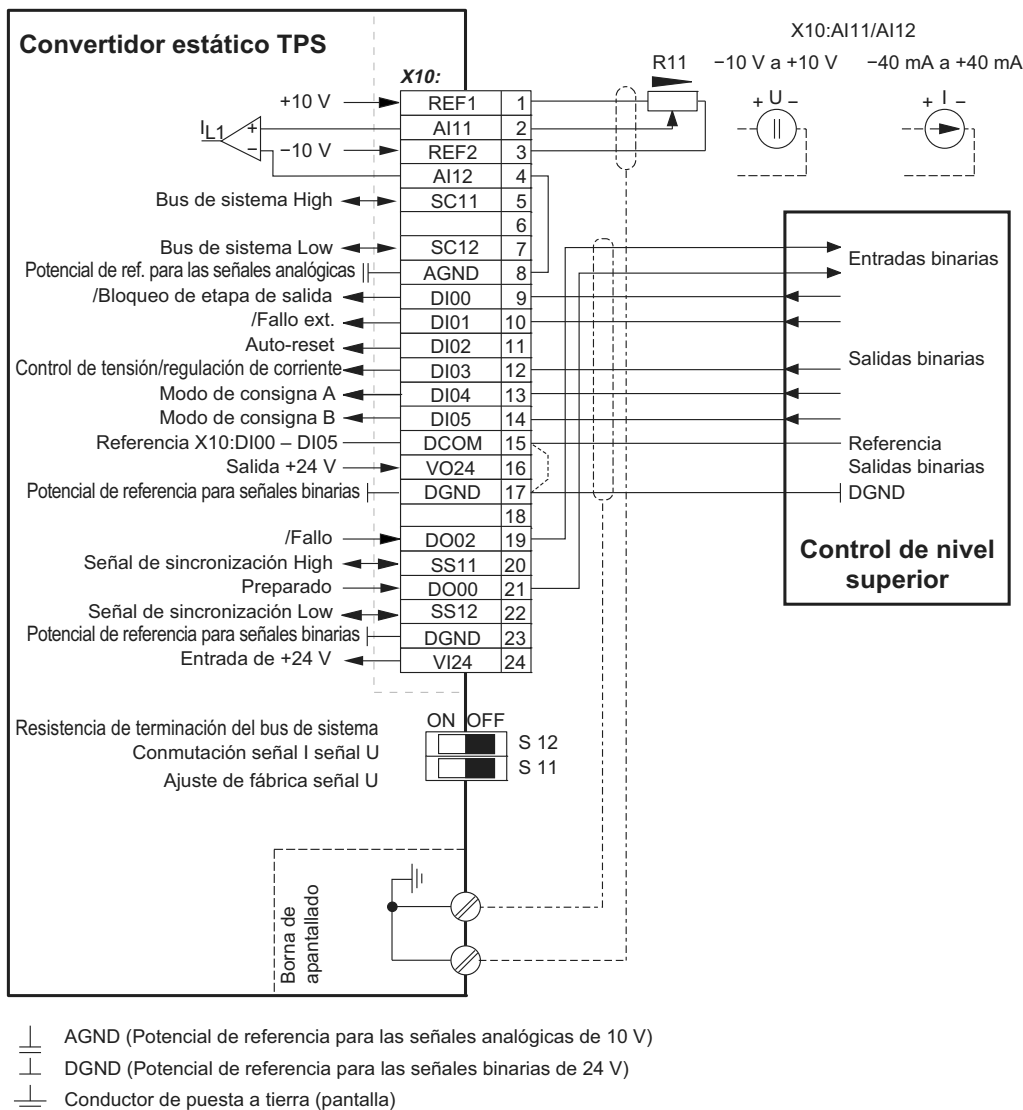 Convertidor estático TPS
X10:
X10:AI11/AI12
R11
−10 V a +10 V
−40 mA a +40 mA
+ U −
+ I −
+10 V REF1 1
IL1 + AI11 2
− −10 V REF2 3
AI12 4
Bus de sistema High SC11 5
6
Bus de sistema Low SC12 7
Potencial de ref. para las señales analógicas AGND 8
/Bloqueo de etapa de salida DI00 9
/Fallo ext. DI01 10
Auto-reset DI02 11
Control de tensión/regulación de corriente DI03 12
Modo de consigna A DI04 13
Modo de consigna B DI05 14
Referencia X10:DI00 – DI05 DCOM 15
Salida +24 V VO24 16
Potencial de referencia para señales binarias DGND 17
18
/Fallo DO02 19
Señal de sincronización High SS11 20
Preparado DO00 21
Señal de sincronización Low SS12 22
Potencial de referencia para señales binarias DGND 23
Entrada de +24 V VI24 24
Entradas binarias
Salidas binarias
Referencia
Salidas binarias
DGND
Control de nivel
superior
ON OFF
Resistencia de terminación del bus de sistema S 12
Conmutación señal I señal U S 11
Ajuste de fábrica señal U
Borna de
apantallado
AGND (Potencial de referencia para las señales analógicas de 10 V)
DGND (Potencial de referencia para las señales binarias de 24 V)
Conductor de puesta a tierra (pantalla)